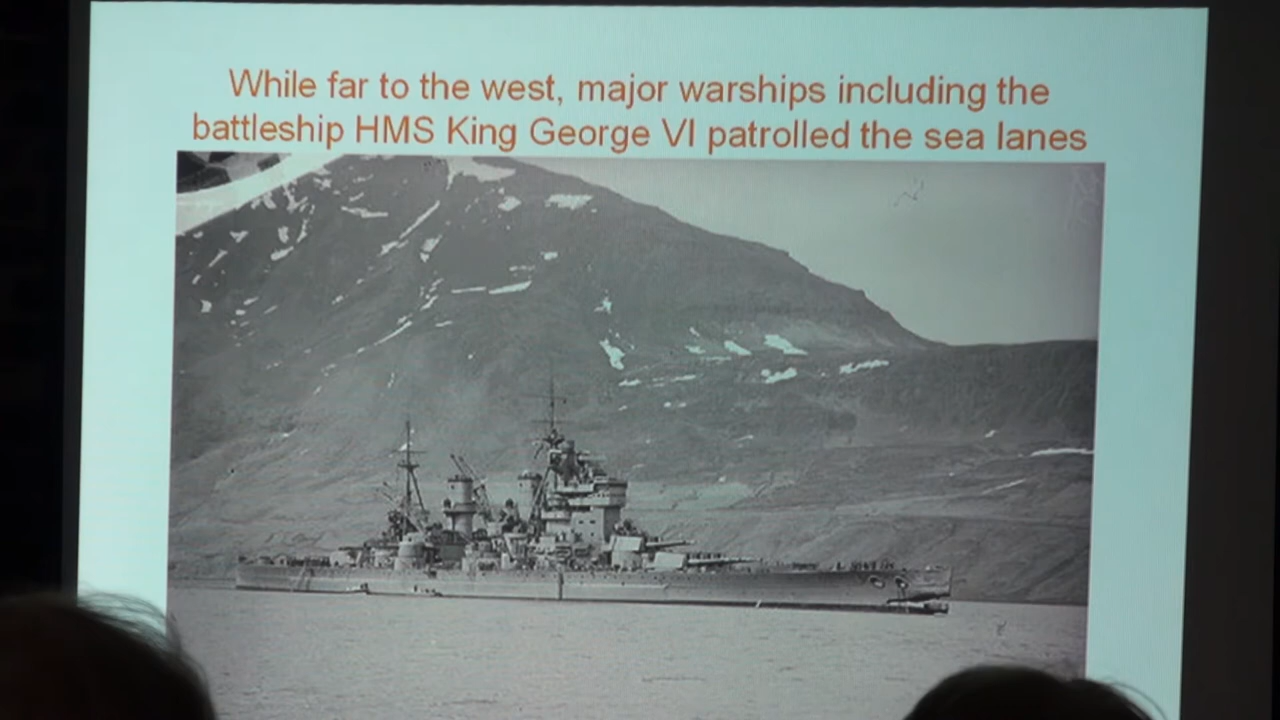 While far to the west, major warships including the
battleship HMS King George VI patrolled the sea lanes